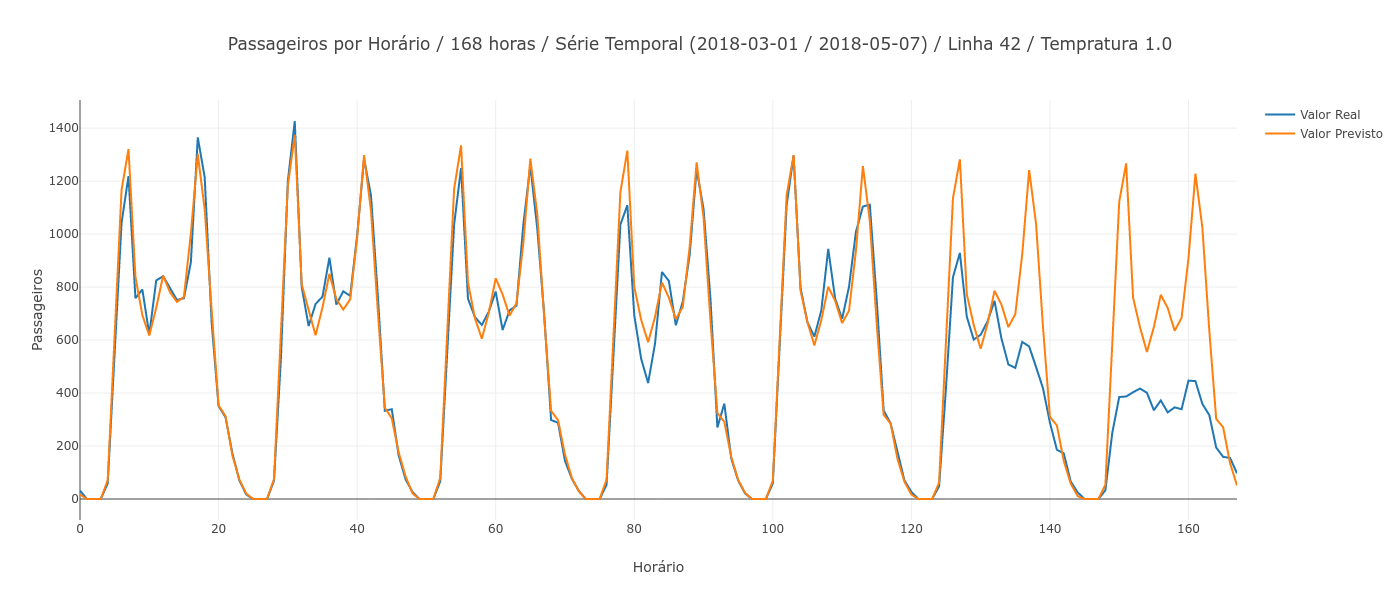 Passageiros por Horário / 168 horas / Série Temporal (2018-03-01 / 2018-05-07) / Linha 42 / Tempratura 1.0
Valor Real
Valor Previsto
Passageiros
1400
1200
1000
800
600
400
200
0
0 20 40 60 80 100 120 140 160
Horário